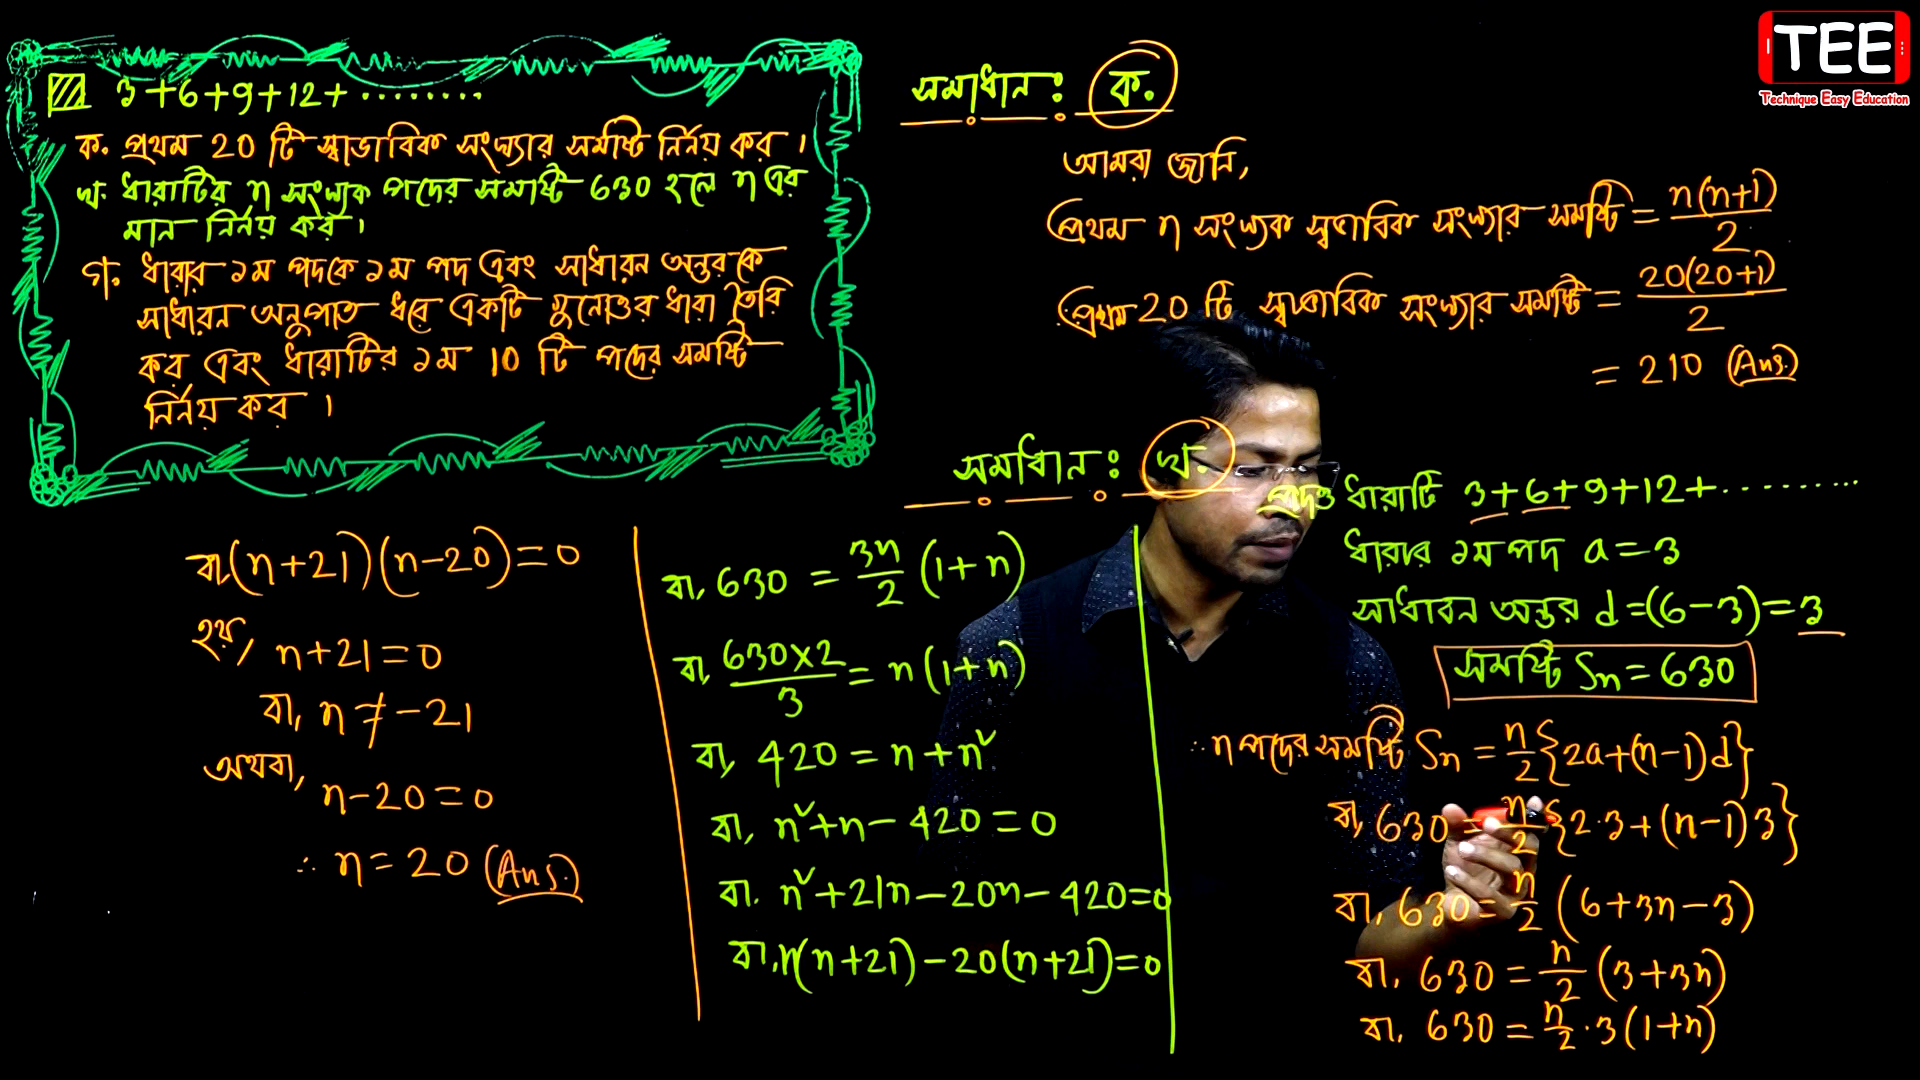 TEE
Technique Easy Education
3+6+9+12+ ........
ক. প্রথম 20 টি স্বাভাবিক সংখ্যার সমষ্টি নির্নয় কর।
খ. ধারাটির n সংখ্যক পদের সমষ্টি 630 হলে n এর
মান নির্নয় কর।
গ. ধারার ১ম পদকে ১ম পদ এবং সাধারন অন্তর কে
সাধারন অনুপাত ধরে একটি গুনোত্তর ধারা তৈরি
কর এবং ধারাটির ১ম 10 টি পদের সমষ্টি
নির্নয় কর।
সমাধান: ক.
আমরা জানি,
প্রথম n সংখ্যক স্বভাবিক সংখ্যার সমষ্টি = n(n+1)/2
প্রথম 20 টি স্বাভাবিক সংখ্যার সমষ্টি = 20(20+1)/2
= 210 (Ans.)
সমাধান: খ.
প্রদত্ত ধারাটি 3+6+9+12+.........
ধারার ১ম পদ a=3
সাধারন অন্তর d=(6-3)=3
সমষ্টি Sn = 630
∴ n পদের সমষ্টি Sn = n/2 {2a+(n-1)d}
বা, 630 = n/2 {2·3+(n-1)3}
বা, 630 = n/2 (6+3n-3)
বা, 630 = n/2 (3+3n)
বা, 630 = n/2 · 3(1+n)
বা, 630 = 3n/2 (1+n)
বা, 630×2/3 = n(1+n)
বা, 420 = n+n²
বা, n²+n-420=0
বা, n²+21n-20n-420=0
বা, n(n+21)-20(n+21)=0
বা, (n+21)(n-20)=0
হয়, n+21=0
বা, n≠-21
অথবা,
n-20=0
∴ n=20 (Ans.)